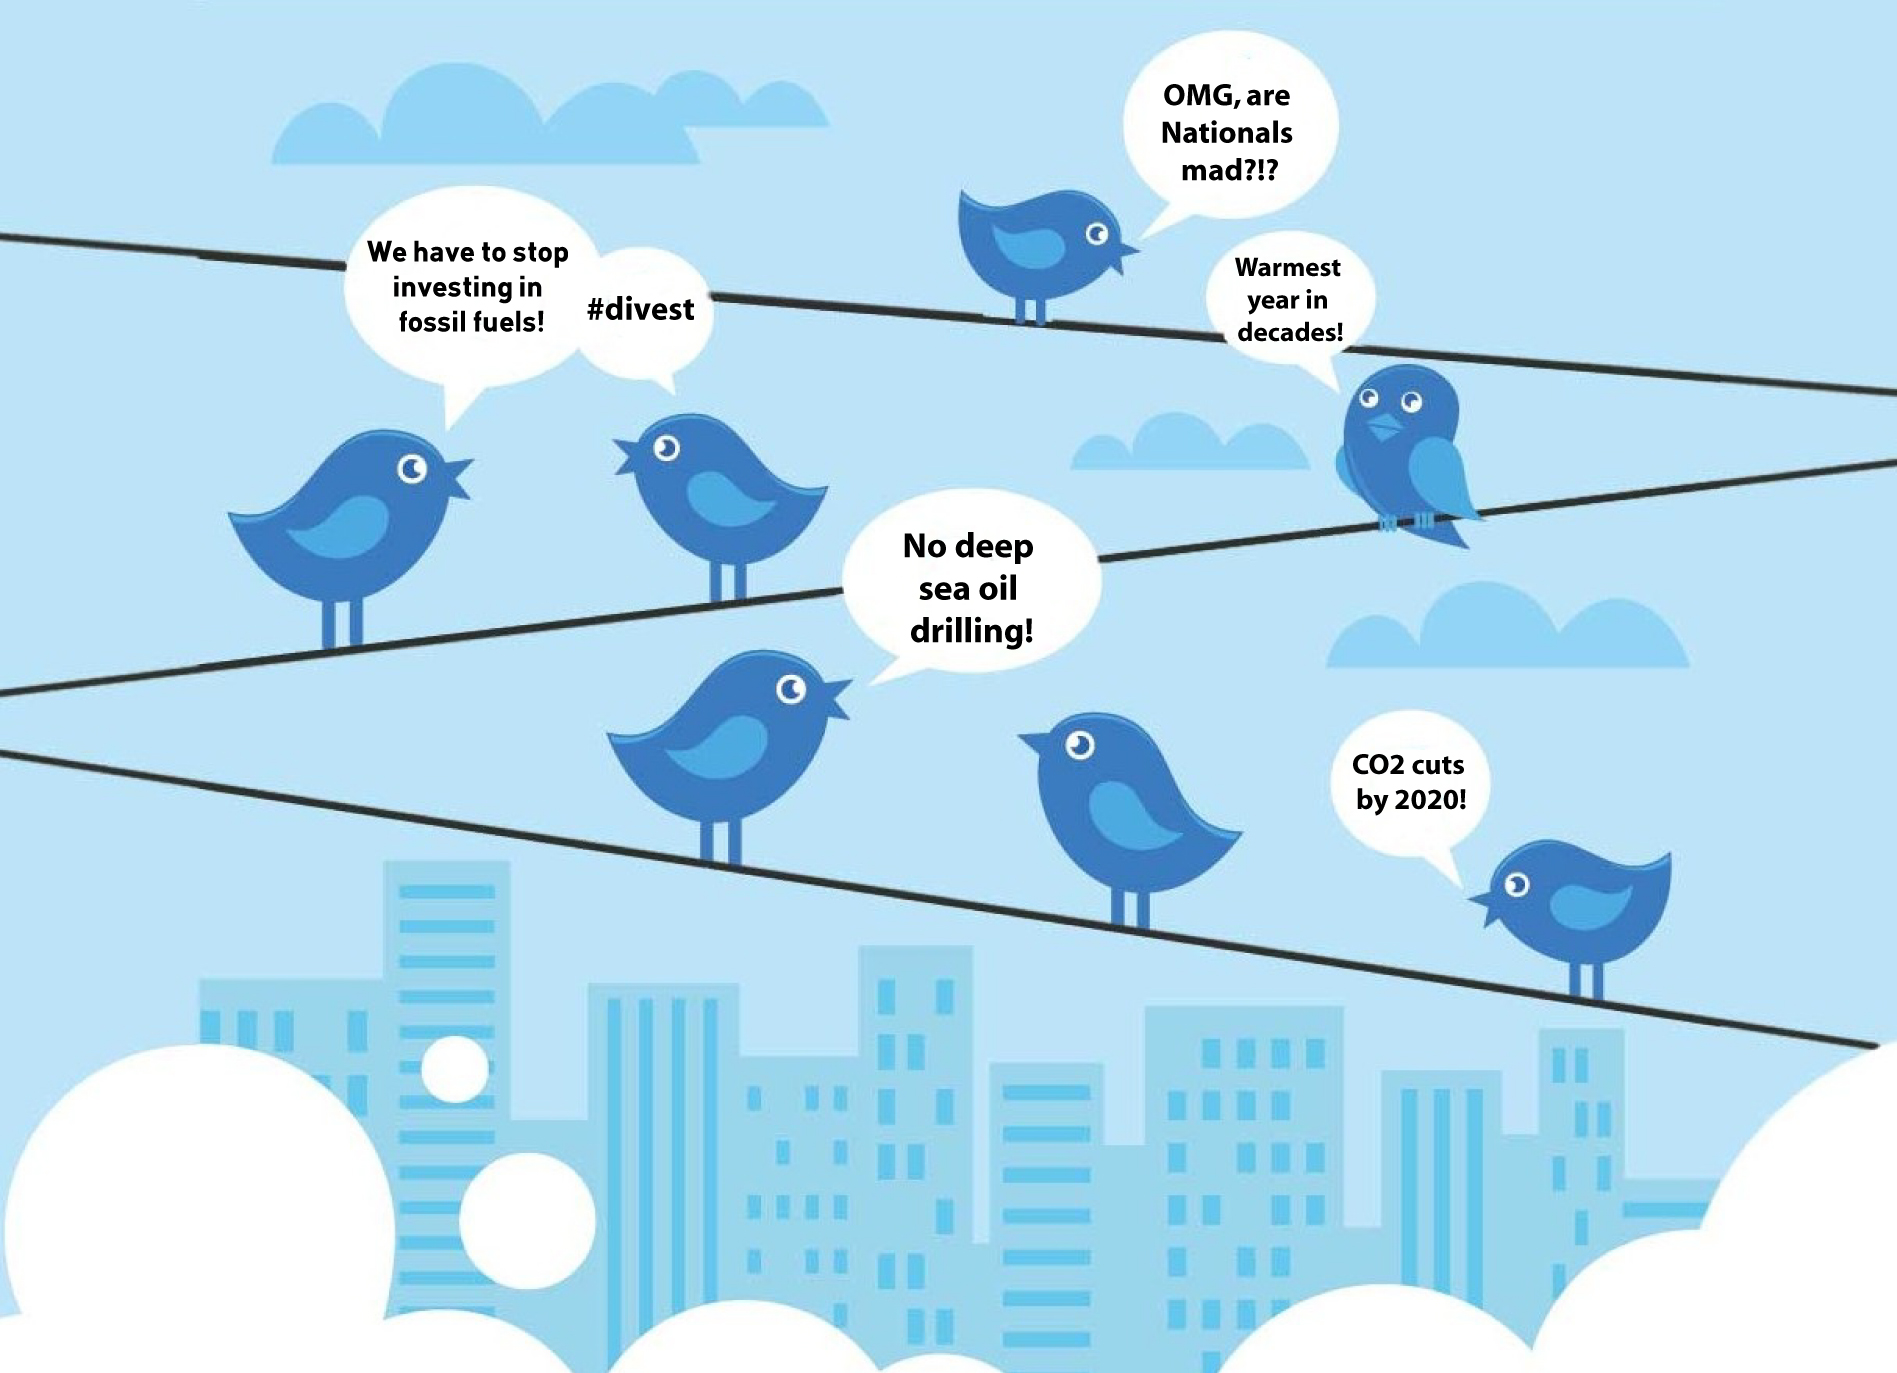 OMG, are
Nationals
mad?!?
We have to stop
investing in
fossil fuels!
#divest
Warmest
year in
decades!
No deep
sea oil
drilling!
CO2 cuts
by 2020!